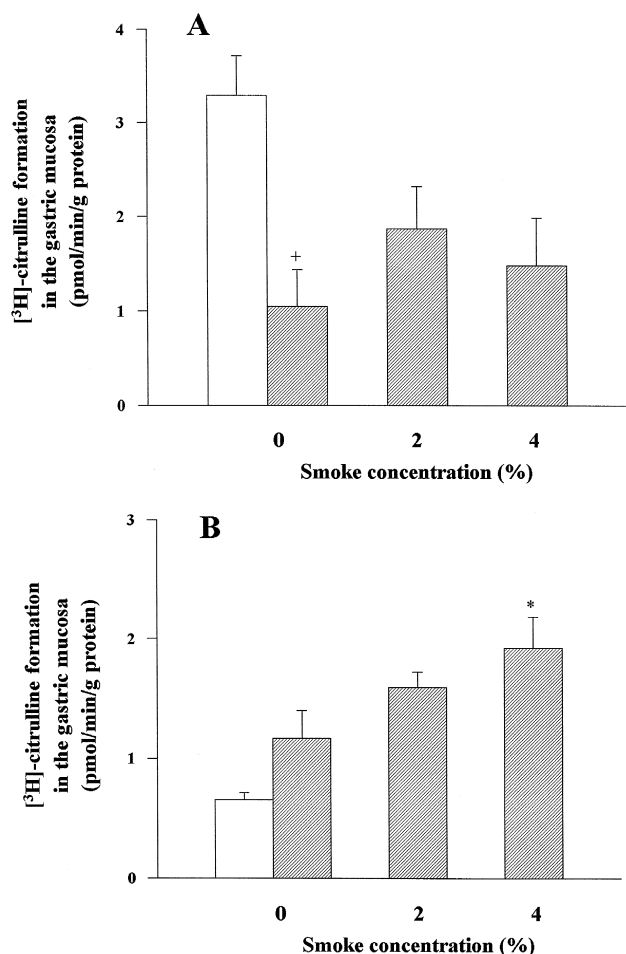 A
4
3
2
1
0
[³H]-citrulline formation
in the gastric mucosa
(pmol/min/g protein)
+
0 2 4
Smoke concentration (%)
B
3
2
1
0
[³H]-citrulline formation
in the gastric mucosa
(pmol/min/g protein)
*
0 2 4
Smoke concentration (%)